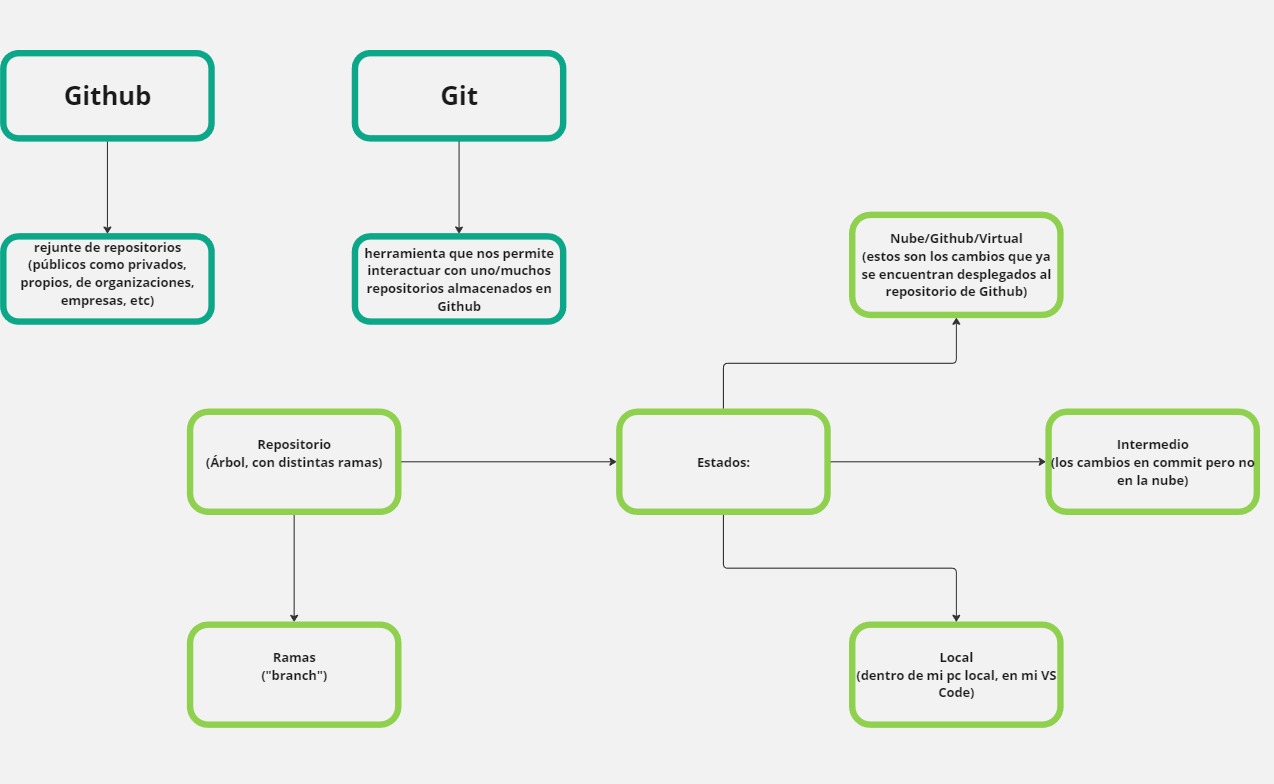 Github
Git
rejunte de repositorios
(públicos como privados,
propios, de organizaciones,
empresas, etc)
herramienta que nos permite
interactuar con uno/muchos
repositorios almacenados en
Github
Nube/Github/Virtual
(estos son los cambios que ya
se encuentran desplegados al
repositorio de Github)
Repositorio
(Árbol, con distintas ramas)
Estados:
Intermedio
(los cambios en commit pero no
en la nube)
Ramas
("branch")
Local
(dentro de mi pc local, en mi VS
Code)